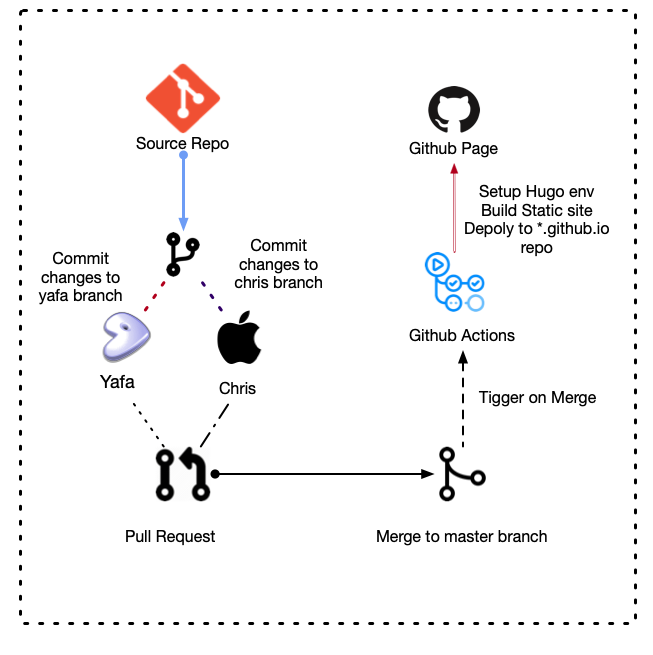 Source Repo
Commit
changes to
yafa branch
Commit
changes to
chris branch
Yafa
Chris
Pull Request
Merge to master branch
Tigger on Merge
Github Actions
Setup Hugo env
Build Static site
Depoly to *.github.io
repo
Github Page